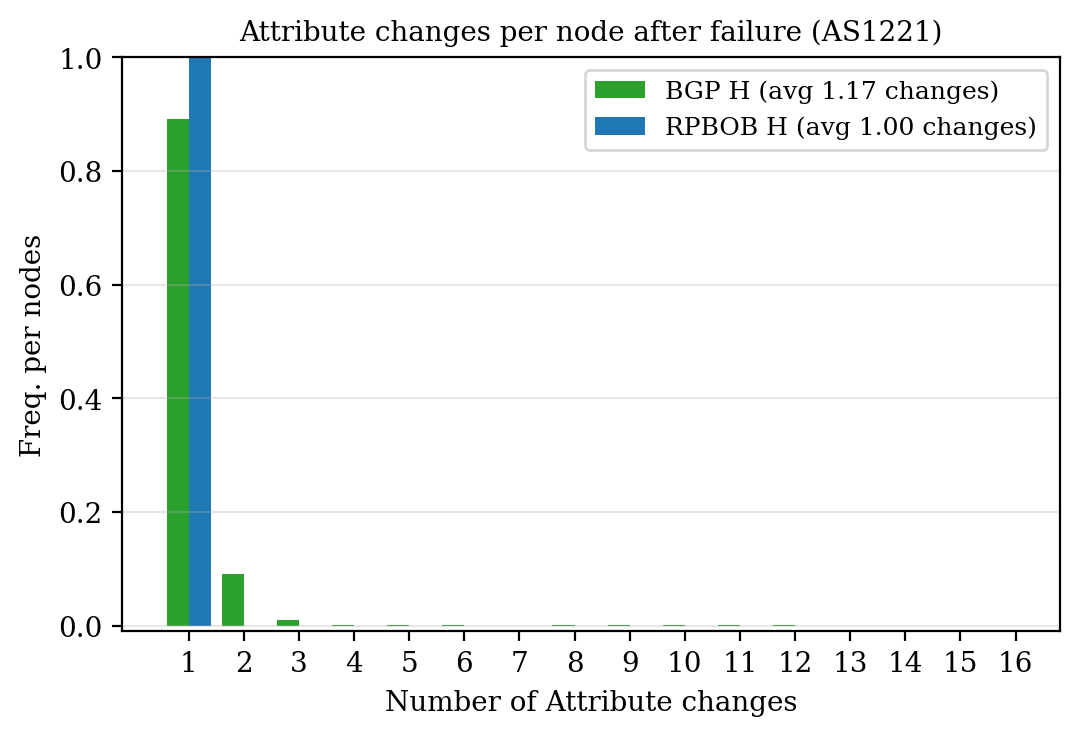 Attribute changes per node after failure (AS1221)
BGP H (avg 1.17 changes)
RPBOB H (avg 1.00 changes)
Freq. per nodes
1.0
0.8
0.6
0.4
0.2
0.0
1 2 3 4 5 6 7 8 9 10 11 12 13 14 15 16
Number of Attribute changes